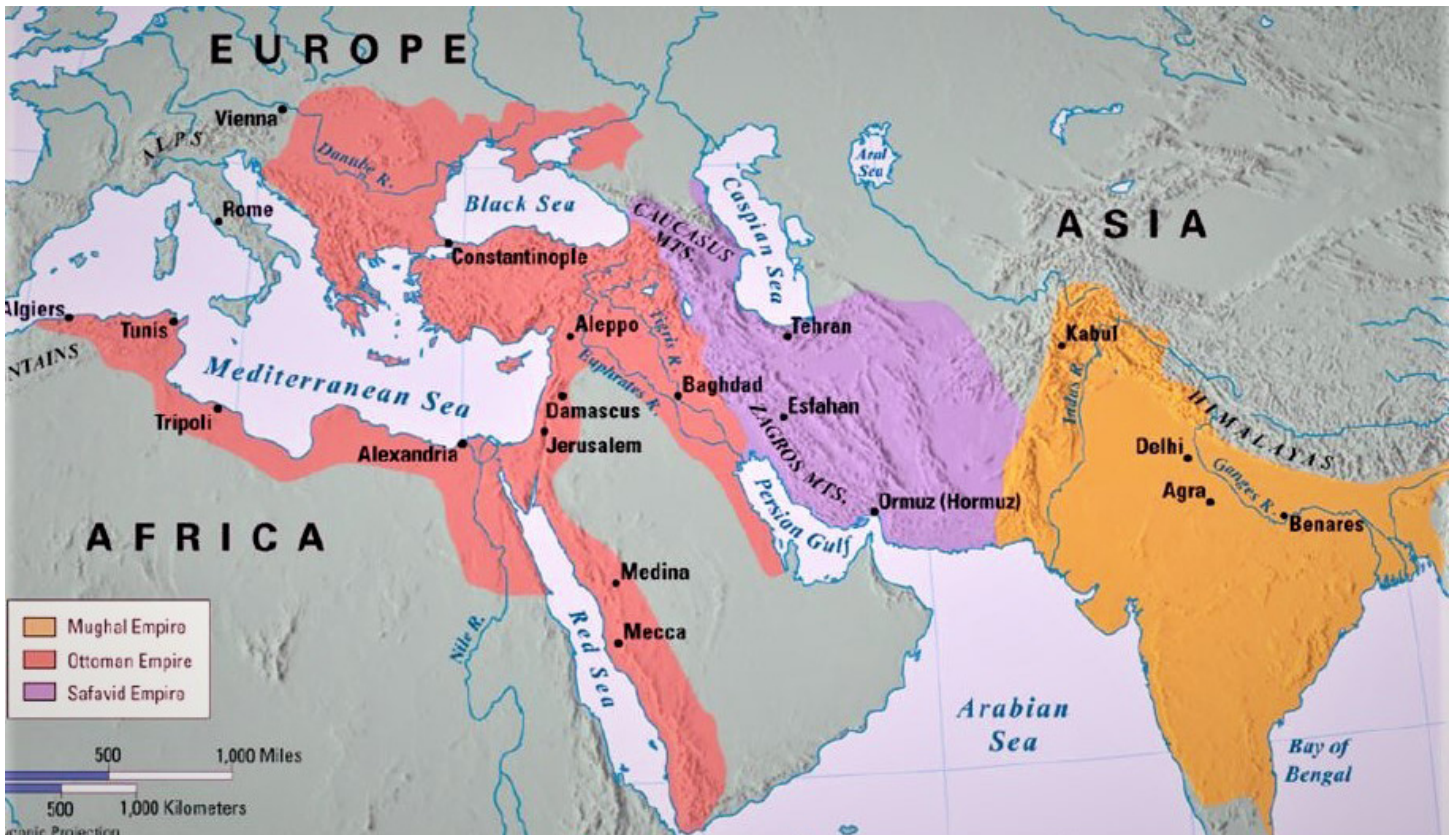 EUROPE
Vienna
ALPS
Danube R.
Aral
Sea
Rome
Black Sea
CAUCASUS
MTS.
Caspian Sea
ASIA
Constantinople
Algiers
Tunis
Aleppo
Tigris R.
Tehran
Kabul
NTAINS
Mediterranean Sea
Euphrates R.
Baghdad
Indus R.
Tripoli
Damascus
Esfahan
HIMALAYAS
Alexandria
Jerusalem
ZAGROS MTS.
Delhi
Ganges R.
Persian Gulf
Ormuz (Hormuz)
Agra
Benares
AFRICA
Medina
Mecca
Nile R.
Red Sea
Mughal Empire
Ottoman Empire
Safavid Empire
Arabian
Sea
Bay of
Bengal
500
1,000 Miles
500
1,000 Kilometers
Projection